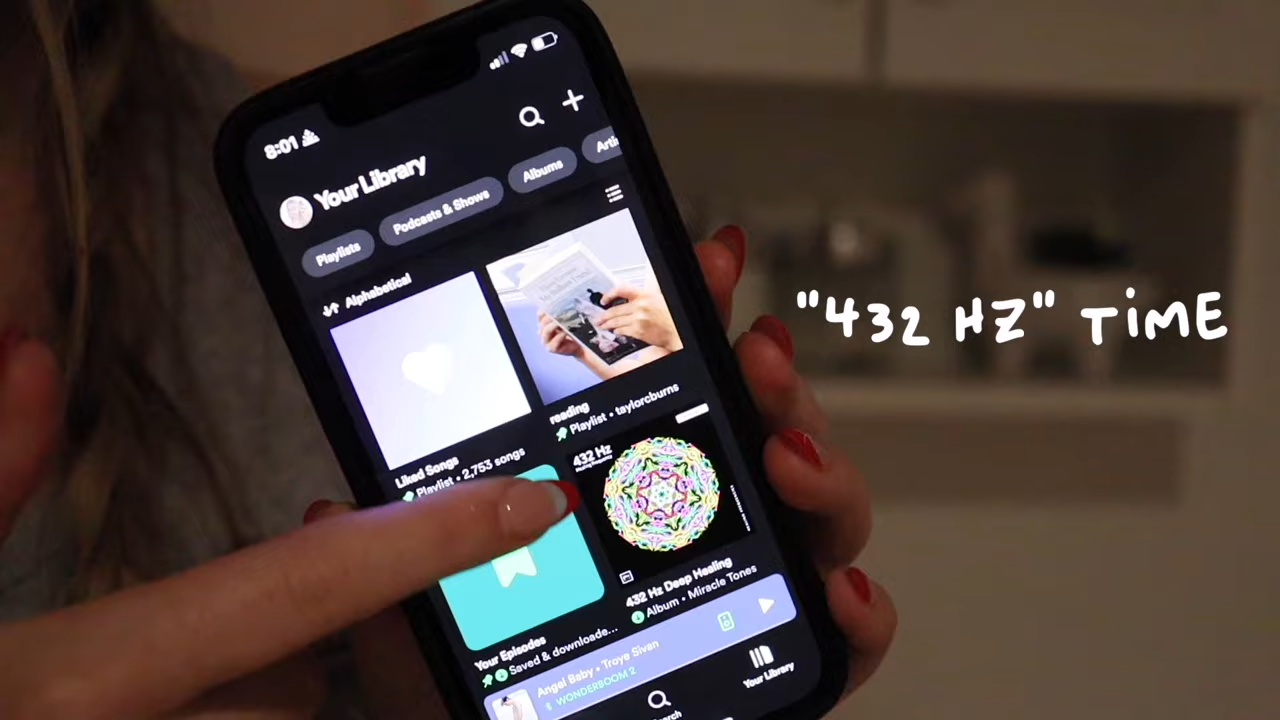 8:01
Your Library
Playlists
Podcasts & Shows
Albums
Arti
Alphabetical
Liked Songs
Playlist • 2,753 songs
reading
Playlist • taylorcburns
432 Hz
432 Hz Deep Healing
Album • Miracle Tones
Your Episodes
Saved & downloade...
Angel Baby • Troye Sivan
WONDERBOOM 2
Your Library
"432 HZ" TIME